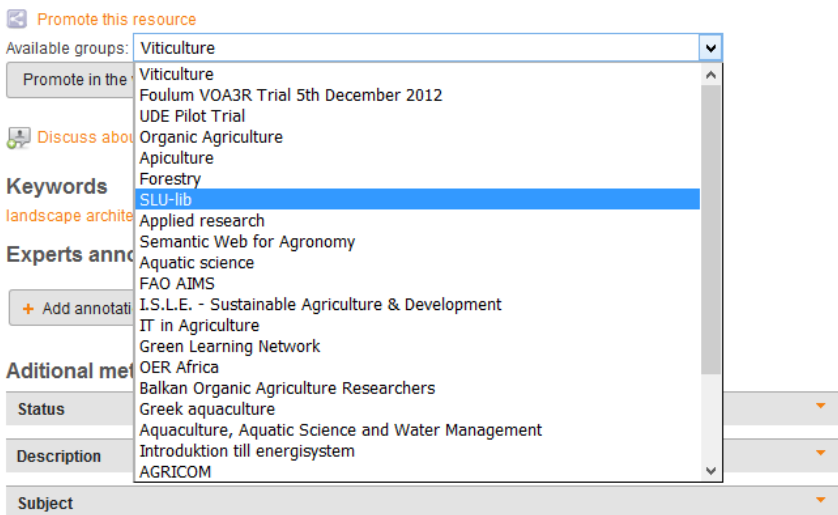 Promote this resource
Available groups: Viticulture
Promote in the
Viticulture
Foulum VOA3R Trial 5th December 2012
UDE Pilot Trial
Organic Agriculture
Discuss abou
Apiculture
Forestry
Keywords
SLU-lib
landscape archite
Applied research
Semantic Web for Agronomy
Experts anno
Aquatic science
FAO AIMS
I.S.L.E. - Sustainable Agriculture & Development
+ Add annotati
IT in Agriculture
Green Learning Network
OER Africa
Aditional met
Balkan Organic Agriculture Researchers
Status
Greek aquaculture
Aquaculture, Aquatic Science and Water Management
Description
Introduktion till energisystem
AGRICOM
Subject